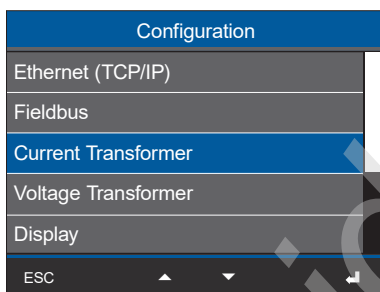 Configuration
Ethernet (TCP/IP)
Fieldbus
Current Transformer
Voltage Transformer
Display
ESC